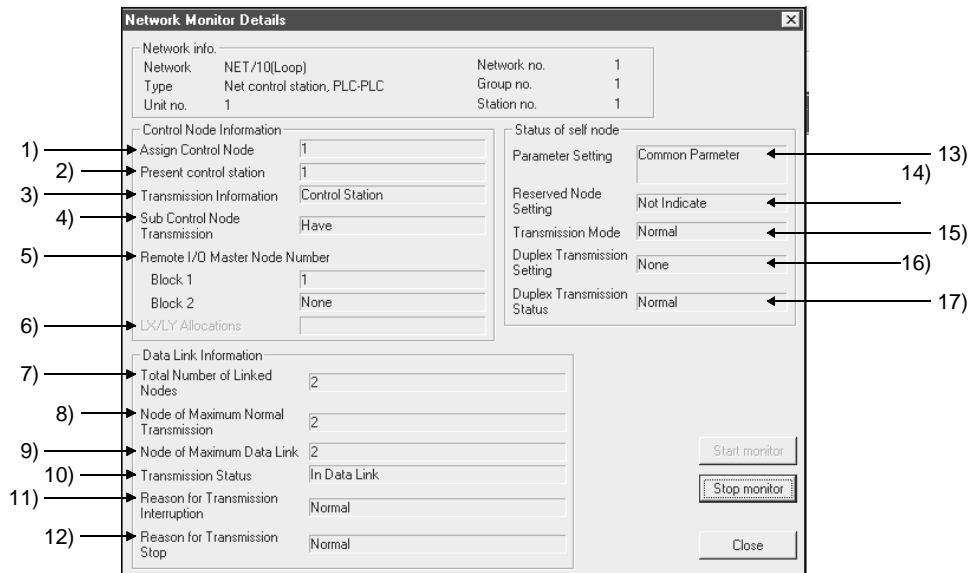 Network Monitor Details
Network info.
Network NET/10(Loop) Network no. 1
Type Net control station, PLC-PLC Group no. 1
Unit no. 1 Station no. 1
Control Node Information
1) Assign Control Node 1
2) Present control station 1
3) Transmission Information Control Station
4) Sub Control Node
Transmission Have
5) Remote I/O Master Node Number
Block 1 1
Block 2 None
6) LX/LY Allocations
Status of self node
Parameter Setting Common Parmeter 13)
14)
Reserved Node
Setting Not Indicate
Transmission Mode Normal 15)
Duplex Transmission
Setting None 16)
Duplex Transmission
Status Normal 17)
Data Link Information
7) Total Number of Linked
Nodes 2
8) Node of Maximum Normal
Transmission 2
9) Node of Maximum Data Link 2
10) Transmission Status In Data Link
11) Reason for Transmission
Interruption Normal
12) Reason for Transmission
Stop Normal
Start monitor
Stop monitor
Close